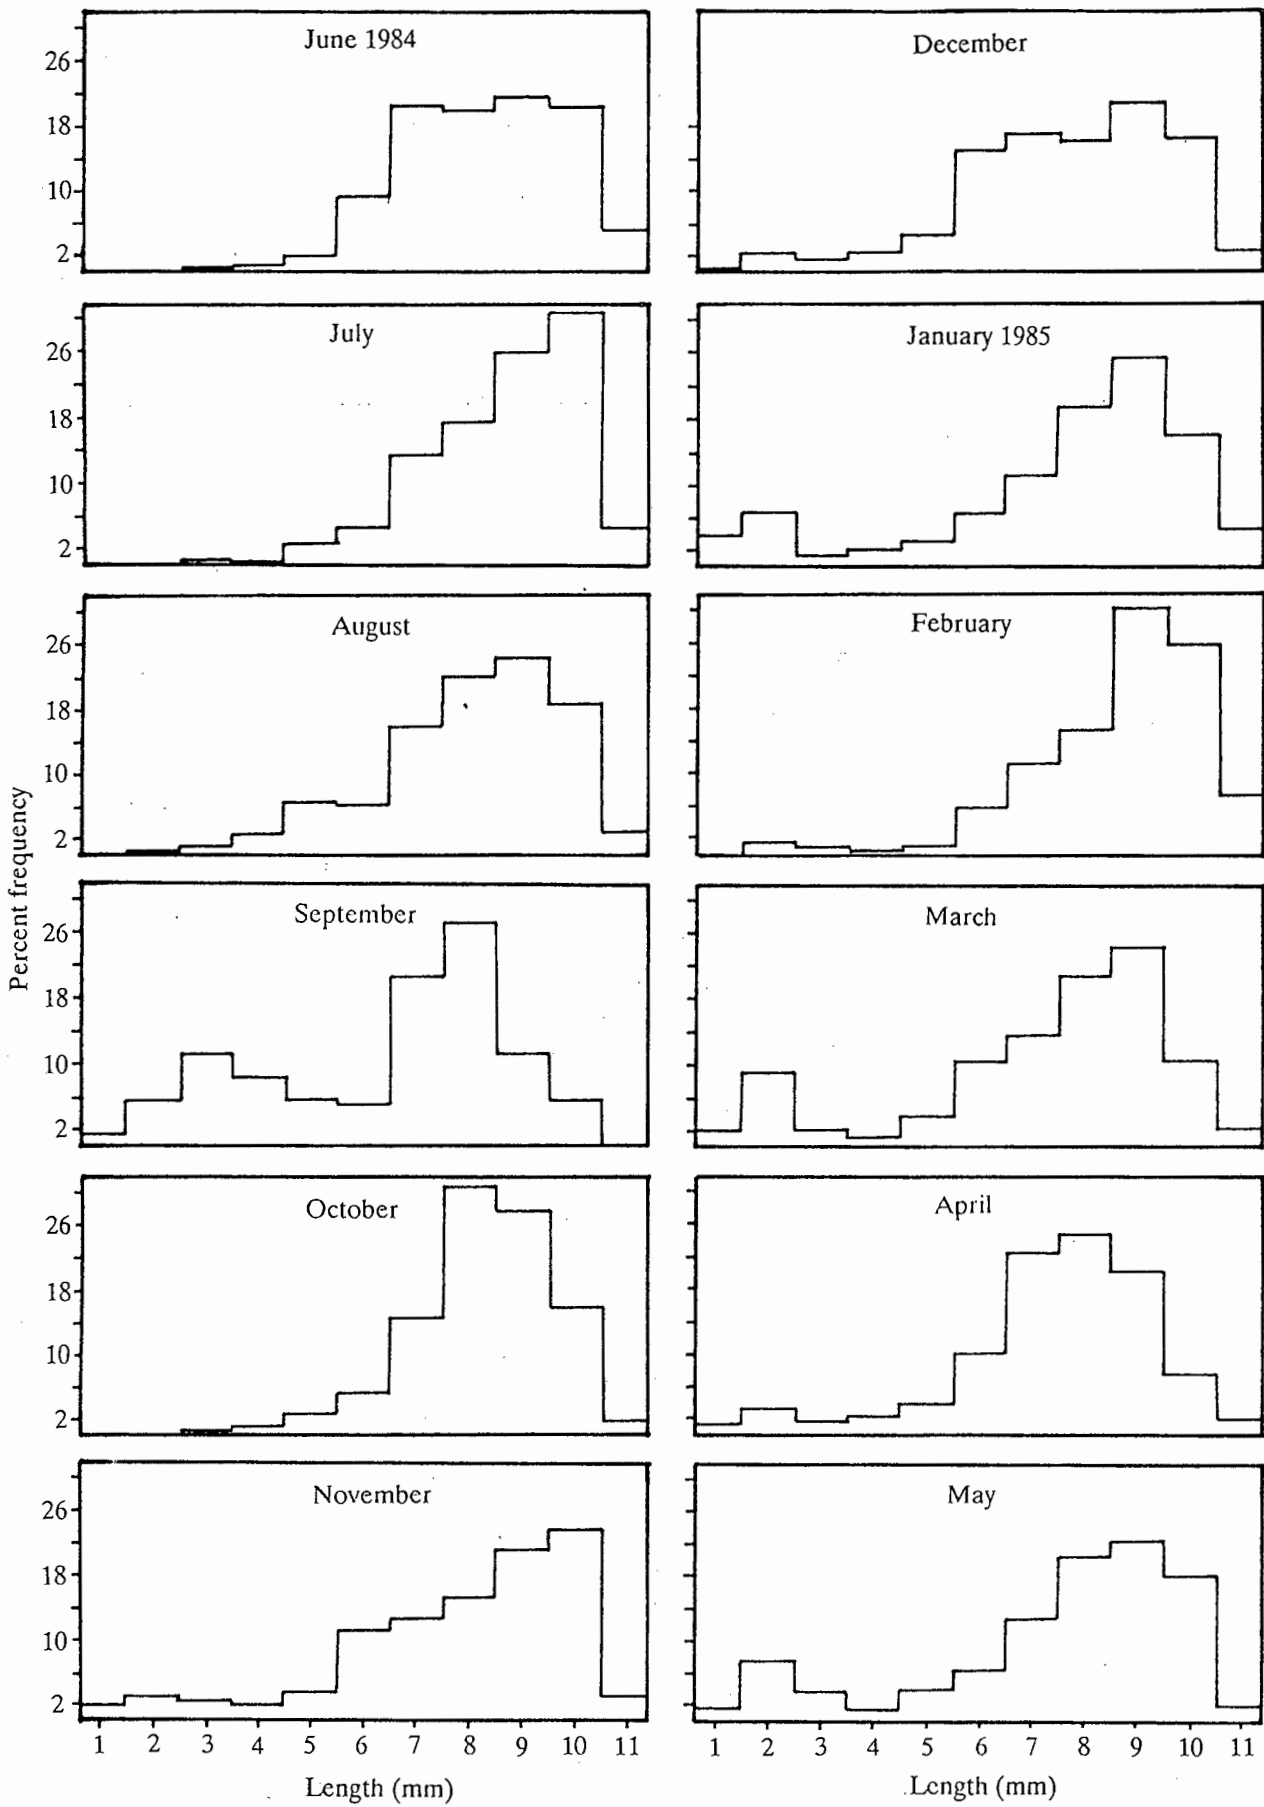 June 1984
26
18
10
2
July
26
18
10
2
August
26
18
10
2
Percent frequency
September
26
18
10
2
October
26
18
10
2
November
26
18
10
2
1 2 3 4 5 6 7 8 9 10 11
Length (mm)
December
January 1985
February
March
April
May
1 2 3 4 5 6 7 8 9 10 11
Length (mm)